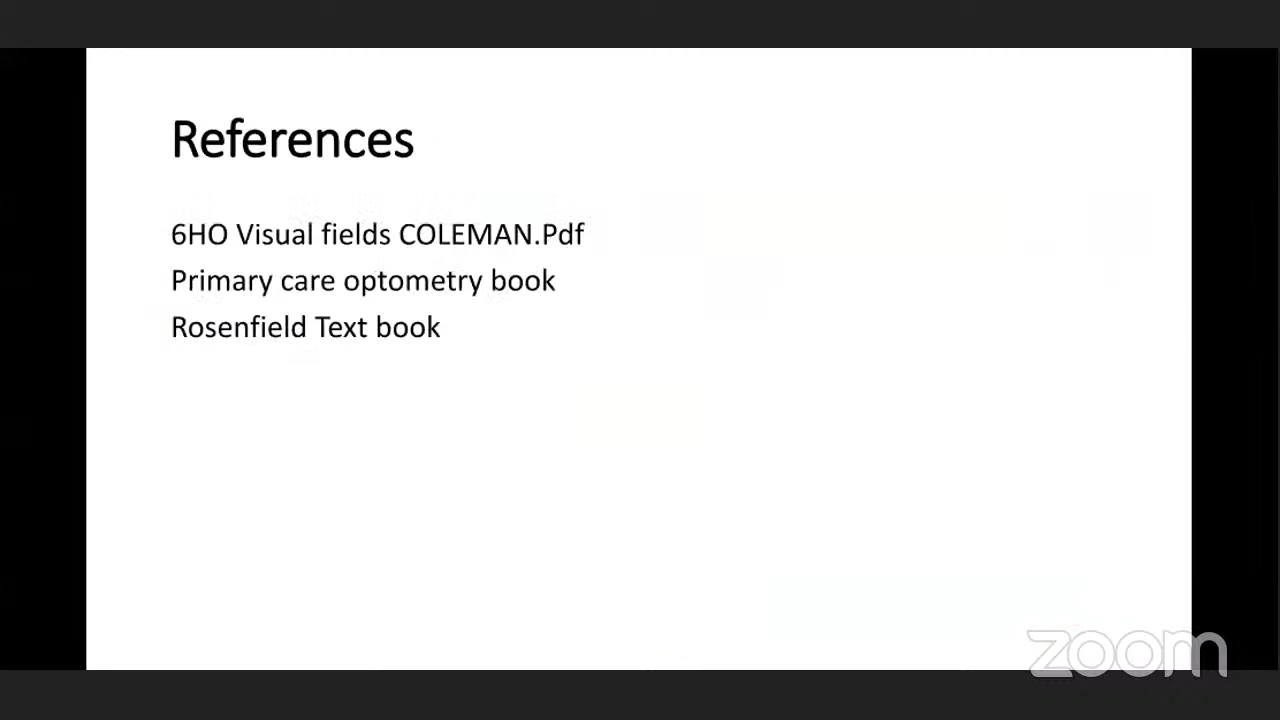 References
6HO Visual fields COLEMAN.Pdf
Primary care optometry book
Rosenfield Text book
zoom